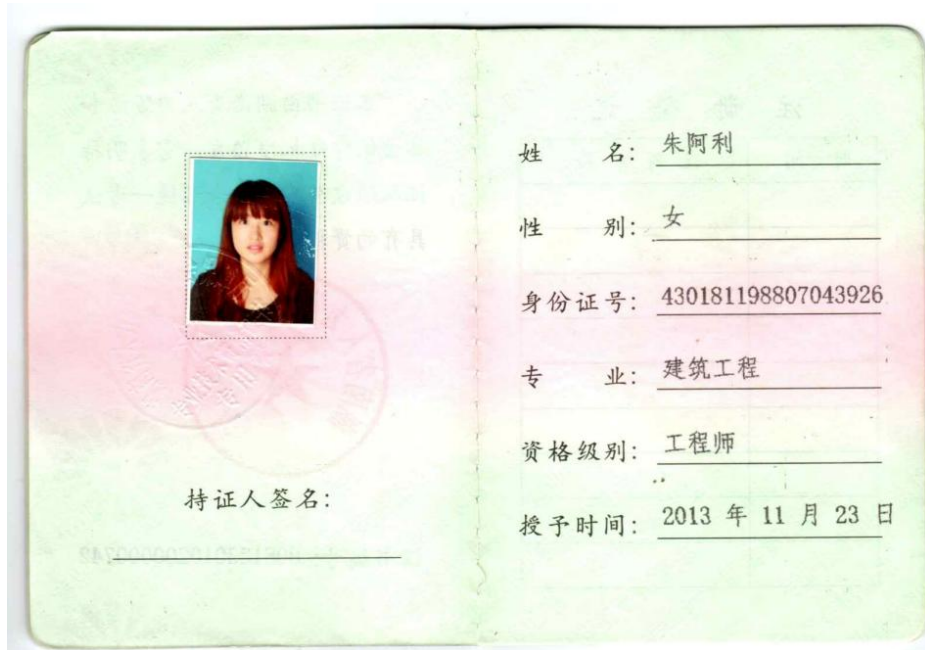 持证人签名:
姓 名: 朱阿利
性 别: 女
身份证号: 430181198807043926
专 业: 建筑工程
资格级别: 工程师
授予时间: 2013 年 11 月 23 日